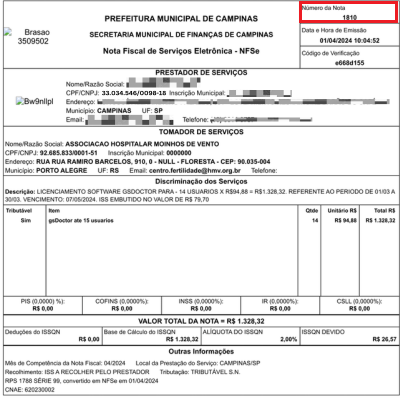 Número da Nota
1810
PREFEITURA MUNICIPAL DE CAMPINAS
Brasao
3509502
SECRETARIA MUNICIPAL DE FINANÇAS DE CAMPINAS
Data e Hora de Emissão
01/04/2024 10:04:52
Nota Fiscal de Serviços Eletrônica - NFSe
Código de Verificação
e668d155
PRESTADOR DE SERVIÇOS
Nome/Razão Social:
CPF/CNPJ: 33.034.546/0098-18 Inscrição Municipal:
Endereço:
Município: CAMPINAS UF: SP
Email: Telefone:
TOMADOR DE SERVIÇOS
Nome/Razão Social: ASSOCIACAO HOSPITALAR MOINHOS DE VENTO
CPF/CNPJ: 92.685.833/0001-51 Inscrição Municipal: 0000000
Endereço: RUA RUA RAMIRO BARCELOS, 910, 0 - NULL - FLORESTA - CEP: 90.035-004
Município: PORTO ALEGRE UF: RS Email: centro.fertilidade@hmv.org.br Telefone:
Discriminação dos Serviços
Descrição: LICENCIAMENTO SOFTWARE GSDOCTOR PARA - 14 USUARIOS X R$94,88 = R$1.328,32. REFERENTE AO PERIODO DE 01/03 A
30/03. VENCIMENTO: 07/05/2024. ISS EMBUTIDO NO VALOR DE R$ 79,70
Tributável Item Qtde Unitário R$ Total R$
Sim gsDoctor ate 15 usuarios 14 R$ 94,88 R$ 1.328,32
PIS (0,0000) %): COFINS (0,0000%): INSS (0,0000%): IR (0,0000%): CSLL (0,0000%):
R$ 0,00 R$ 0,00 R$ 0,00 R$ 0,00 R$ 0,00
VALOR TOTAL DA NOTA = R$ 1.328,32
Deduções do ISSQN Base de Cálculo do ISSQN ALÍQUOTA DO ISSQN ISSQN DEVIDO
R$ 0,00 R$ 1.328,32 2,00% R$ 26,57
Outras Informações
Mês de Competência da Nota Fiscal: 04/2024 Local da Prestação do Serviço: CAMPINAS/SP
Recolhimento: ISS A RECOLHER PELO PRESTADOR Tributação: TRIBUTÁVEL S.N.
RPS 1788 SÉRIE 99, convertido em NFSe em 01/04/2024
CNAE: 620230002